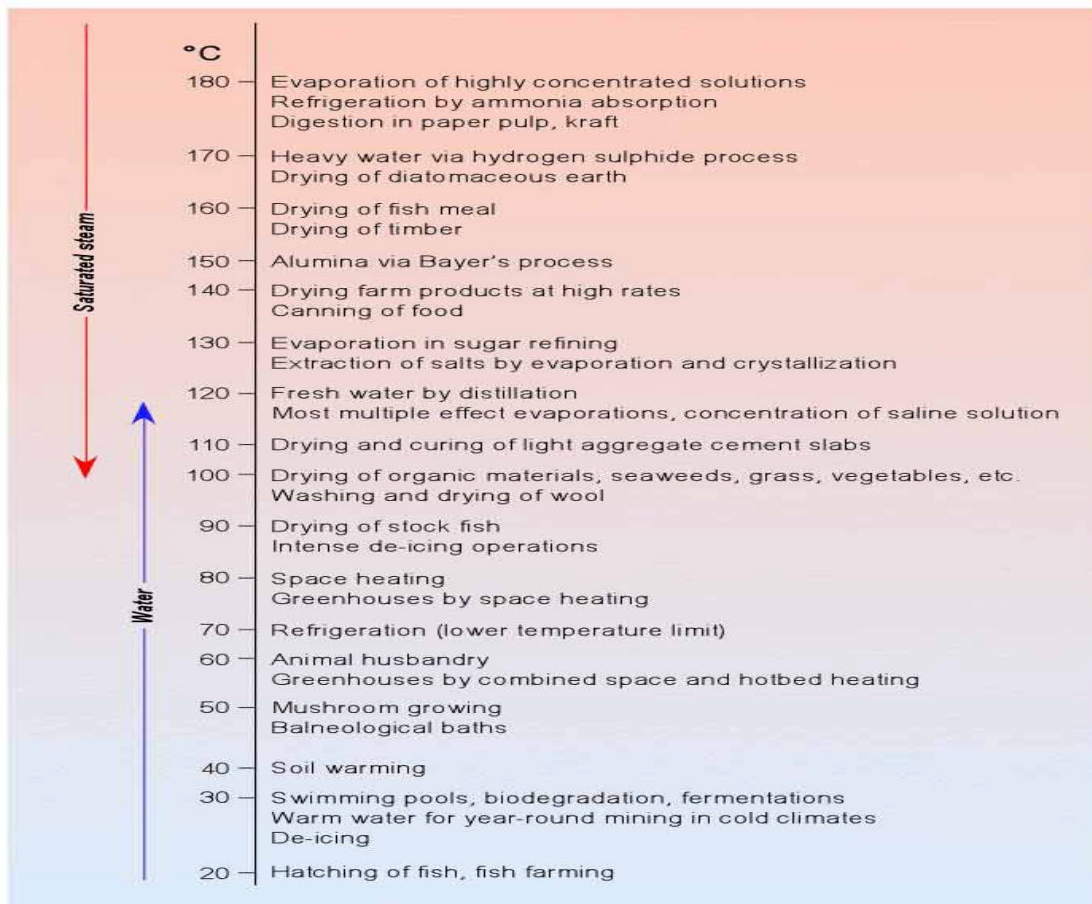 °C
180 Evaporation of highly concentrated solutions
Refrigeration by ammonia absorption
Digestion in paper pulp, kraft
170 Heavy water via hydrogen sulphide process
Drying of diatomaceous earth
160 Drying of fish meal
Drying of timber
Saturated steam
150 Alumina via Bayer's process
140 Drying farm products at high rates
Canning of food
130 Evaporation in sugar refining
Extraction of salts by evaporation and crystallization
120 Fresh water by distillation
Most multiple effect evaporations, concentration of saline solution
110 Drying and curing of light aggregate cement slabs
100 Drying of organic materials, seaweeds, grass, vegetables, etc.
Washing and drying of wool
90 Drying of stock fish
Intense de-icing operations
80 Space heating
Greenhouses by space heating
Water
70 Refrigeration (lower temperature limit)
60 Animal husbandry
Greenhouses by combined space and hotbed heating
50 Mushroom growing
Balneological baths
40 Soil warming
30 Swimming pools, biodegradation, fermentations
Warm water for year-round mining in cold climates
De-icing
20 Hatching of fish, fish farming